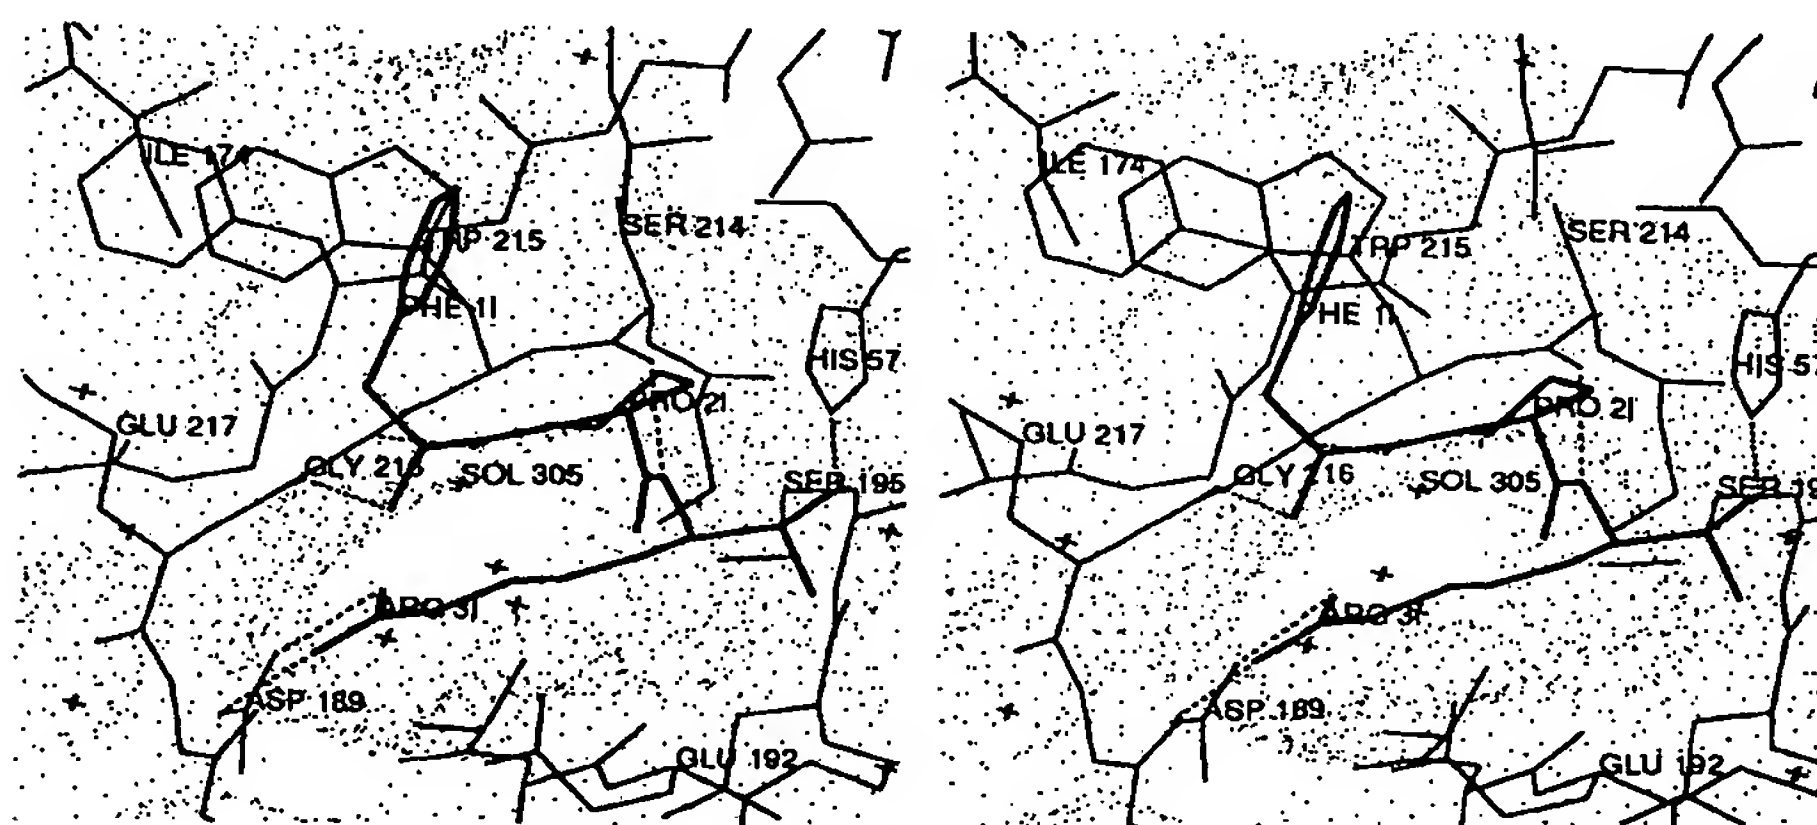 ILE 174
TRP 215
SER 214
PHE 1I
HIS 57
PRO 2I
GLU 217
GLY 216
SOL 305
SER 195
ARG 3I
ASP 189
GLU 192
ILE 174
TRP 215
SER 214
PHE 1I
HIS 57
PRO 2I
GLU 217
GLY 216
SOL 305
SER 19
ARG 3I
ASP 189
GLU 192